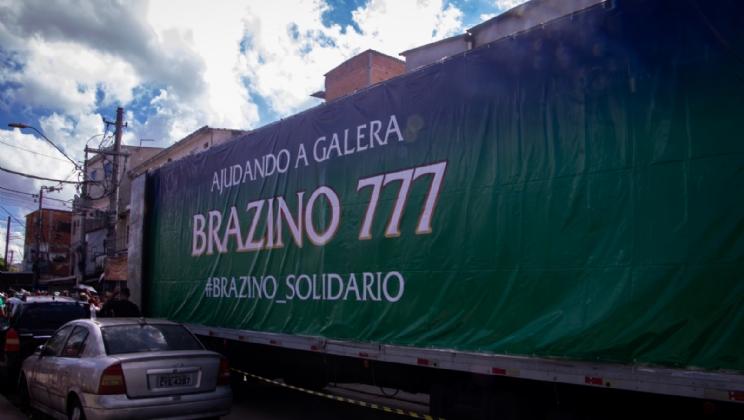 AJUDANDO A GALERA
BRAZINO 777
#BRAZINO_SOLIDARIO